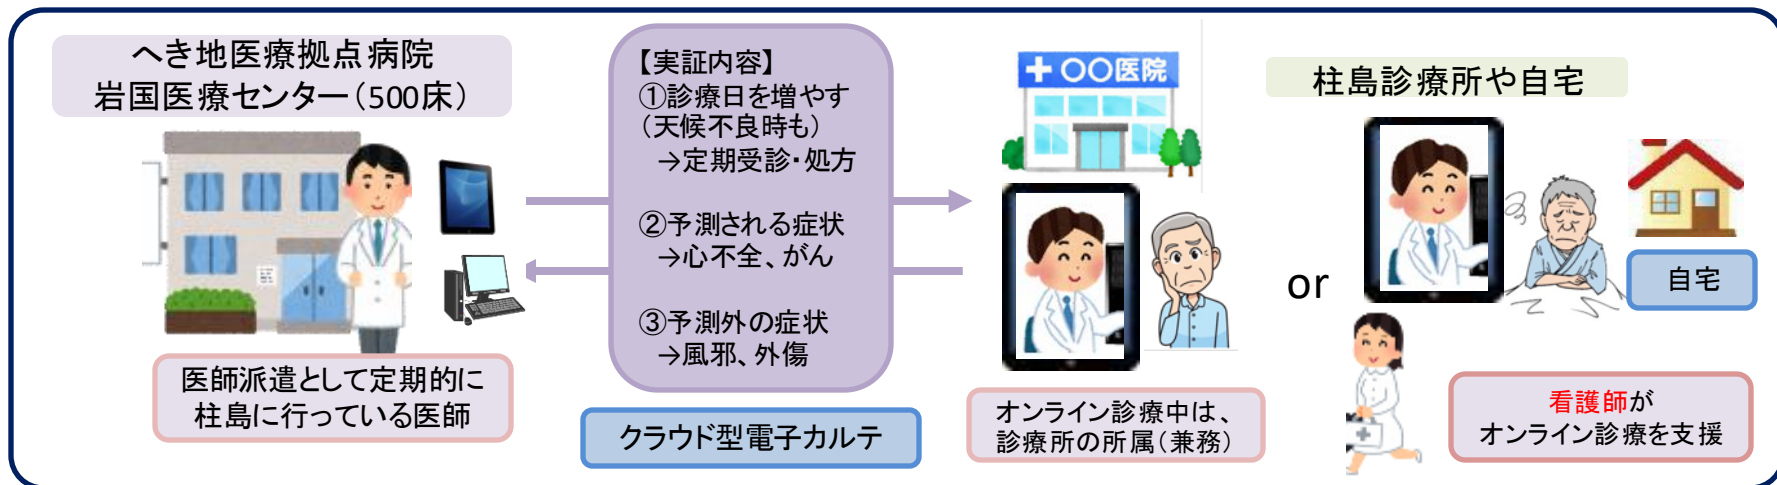 へき地医療拠点病院
岩国医療センター（500床）
医師派遣として定期的に
柱島に行っている医師
【実証内容】
①診療日を増やす
（天候不良時も）
→定期受診・処方
②予測される症状
→心不全、がん
③予測外の症状
→風邪、外傷
クラウド型電子カルテ
〇〇医院
オンライン診療中は、
診療所の所属（兼務）
or
柱島診療所や自宅
自宅
看護師が
オンライン診療を支援